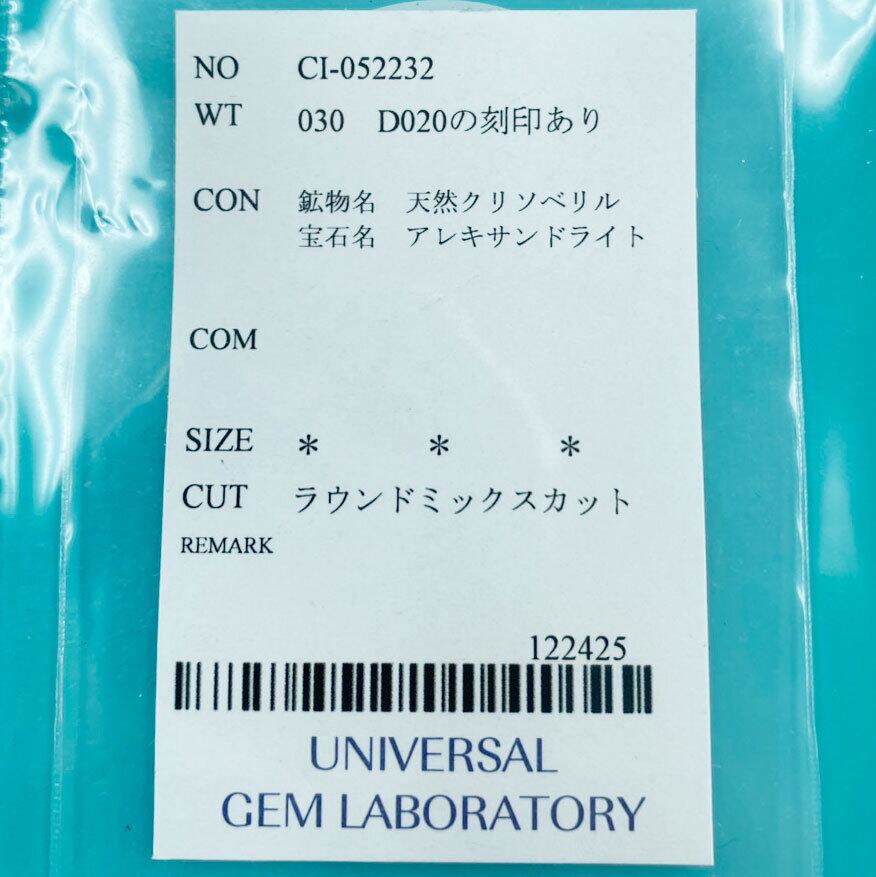 NO CI-052232
WT 030 D020の刻印あり
CON 鉱物名 天然クリソベリル
宝石名 アレキサンドライト
COM
SIZE * * *
CUT ラウンドミックスカット
REMARK
122425
UNIVERSAL
GEM LABORATORY